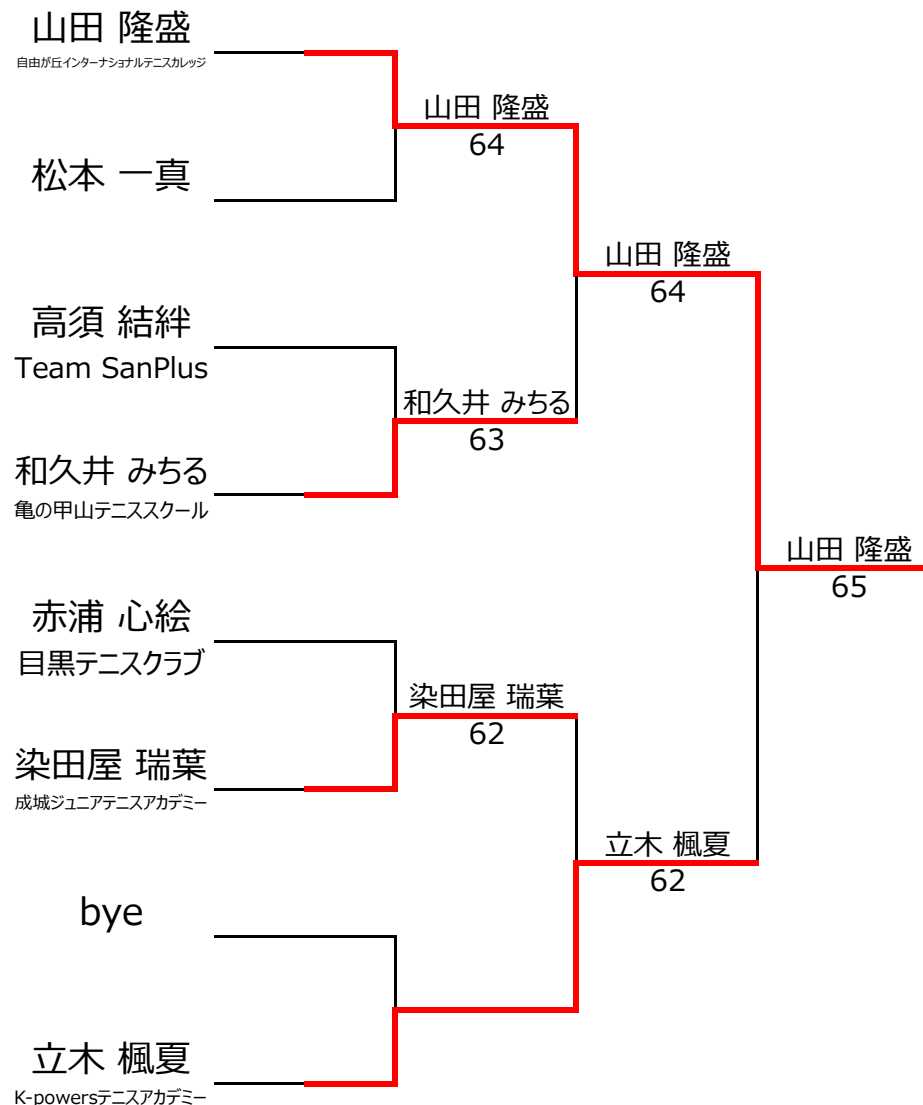 山田 隆盛
自由が丘インターナショナルテニスカレッジ
山田 隆盛
64
松本 一真
山田 隆盛
64
高須 結絆
Team SanPlus
和久井 みちる
63
和久井 みちる
亀の甲山テニススクール
山田 隆盛
65
赤浦 心絵
目黒テニスクラブ
染田屋 瑞葉
62
染田屋 瑞葉
成城ジュニアテニスアカデミー
立木 楓夏
62
bye
立木 楓夏
K-powersテニスアカデミー